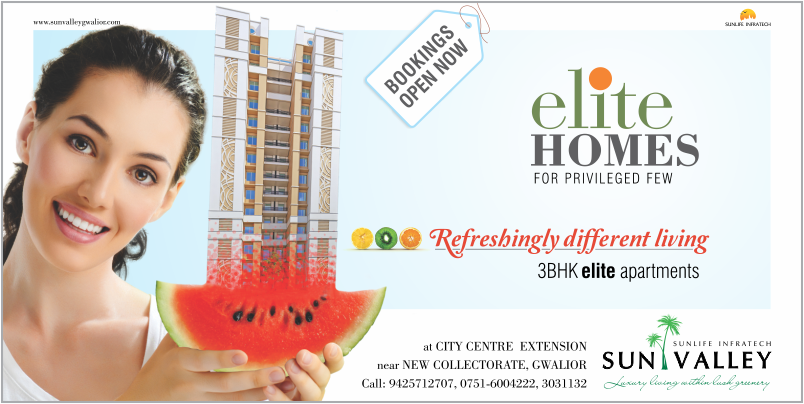 www.sunvalleygwalior.com
SUNLIFE INFRATECH
BOOKINGS
OPEN NOW
elite
HOMES
FOR PRIVILEGED FEW
Refreshingly different living
3BHK elite apartments
at CITY CENTRE EXTENSION
near NEW COLLECTORATE, GWALIOR
Call: 9425712707, 0751-6004222, 3031132
SUNLIFE INFRATECH
SUN VALLEY
Luxury living within lush greenery